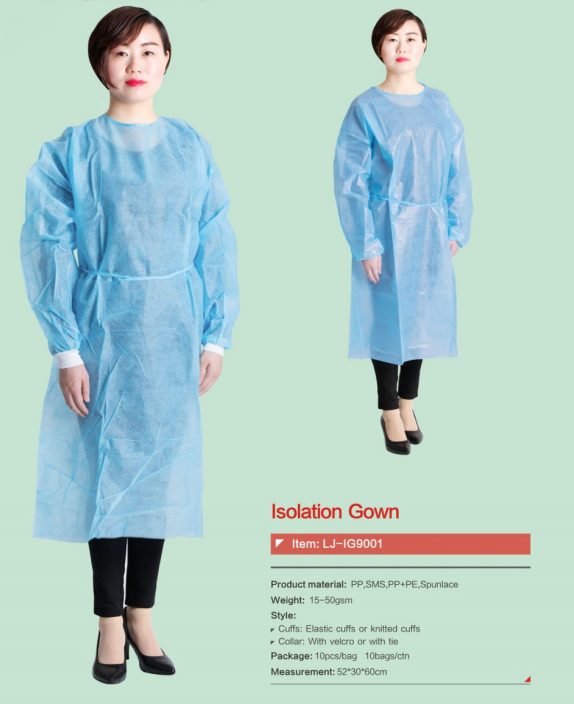 Isolation Gown
Item: LJ-IG9001
Product material: PP,SMS,PP+PE,Spunlace
Weight: 15-50gsm
Style:
Cuffs: Elastic cuffs or knitted cuffs
Collar: With velcro or with tie
Package: 10pcs/bag 10bags/ctn
Measurement: 52*30*60cm